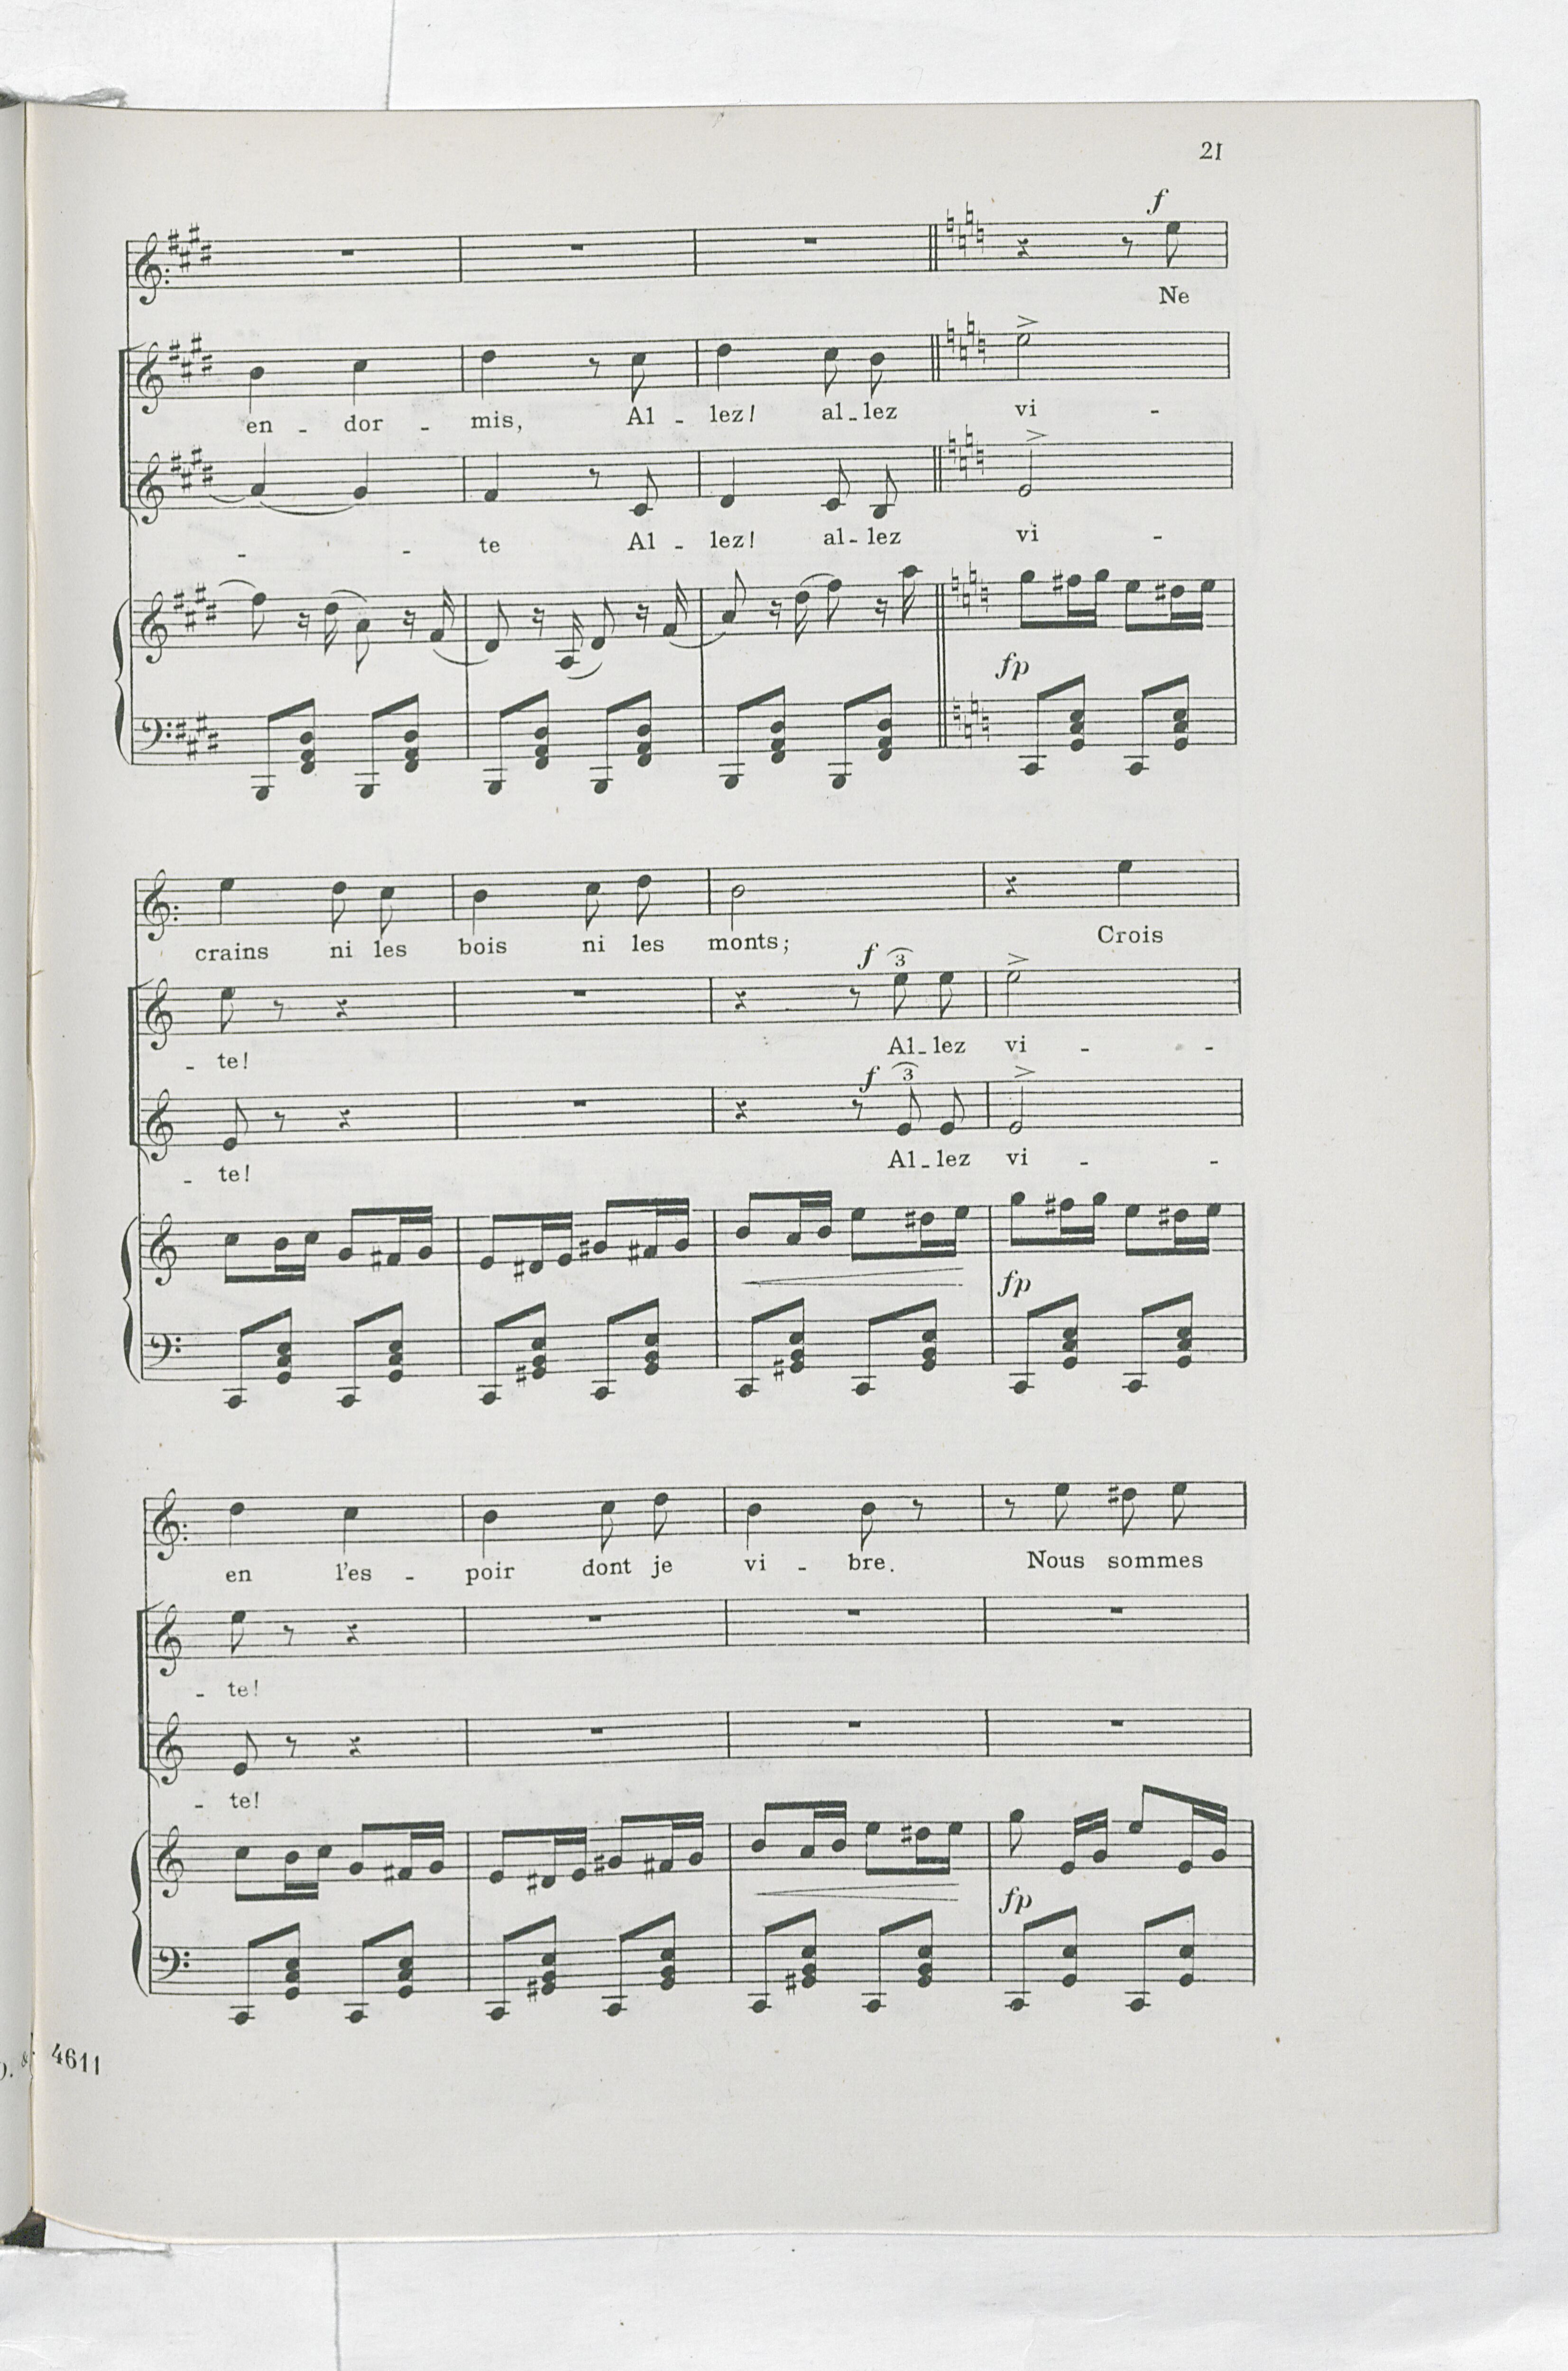 21
f
Ne
en - dor - mis, Al - lez! al - lez vi -
- - te Al - lez! al - lez vi -
fp
crains ni les bois ni les monts; Crois
f 3
- te! Al - lez vi - -
f 3
- te! Al - lez vi - -
fp
en l'es - poir dont je vi - bre. Nous sommes
- te!
- te!
fp
4611